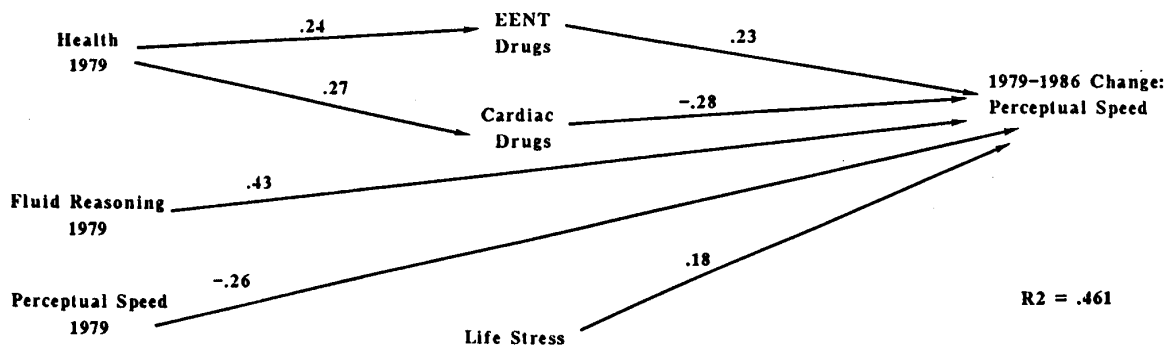 Health
1979
.24
EENT
Drugs
.23
.27
Cardiac
Drugs
-.28
1979-1986 Change:
Perceptual Speed
Fluid Reasoning
1979
.43
Perceptual Speed
1979
-.26
Life Stress
.18
R2 = .461